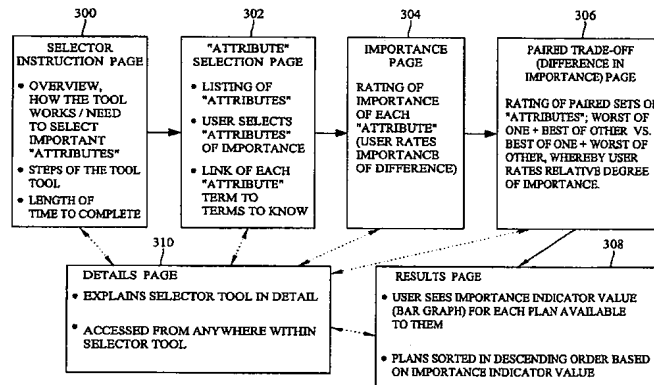 300
302
304
306
SELECTOR
INSTRUCTION PAGE
• OVERVIEW,
HOW THE TOOL
WORKS / NEED
TO SELECT
IMPORTANT
"ATTRIBUTES"
• STEPS OF THE TOOL
TOOL
• LENGTH OF
TIME TO COMPLETE
"ATTRIBUTE"
SELECTION PAGE
• LISTING OF
"ATTRIBUTES"
• USER SELECTS
"ATTRIBUTES"
OF IMPORTANCE
• LINK OF EACH
"ATTRIBUTE"
TERM TO
TERMS TO KNOW
IMPORTANCE
PAGE
RATING OF
IMPORTANCE
OF EACH
"ATTRIBUTE"
(USER RATES
IMPORTANCE
OF DIFFERENCE)
PAIRED TRADE-OFF
(DIFFERENCE IN
IMPORTANCE) PAGE
RATING OF PAIRED SETS OF
"ATTRIBUTES"; WORST OF
ONE + BEST OF OTHER VS.
BEST OF ONE + WORST OF
OTHER, WHEREBY USER
RATES RELATIVE DEGREE
OF IMPORTANCE.
310
DETAILS PAGE
• EXPLAINS SELECTOR TOOL IN DETAIL
• ACCESSED FROM ANYWHERE WITHIN
SELECTOR TOOL
308
RESULTS PAGE
• USER SEES IMPORTANCE INDICATOR VALUE
(BAR GRAPH) FOR EACH PLAN AVAILABLE
TO THEM
• PLANS SORTED IN DESCENDING ORDER BASED
ON IMPORTANCE INDICATOR VALUE